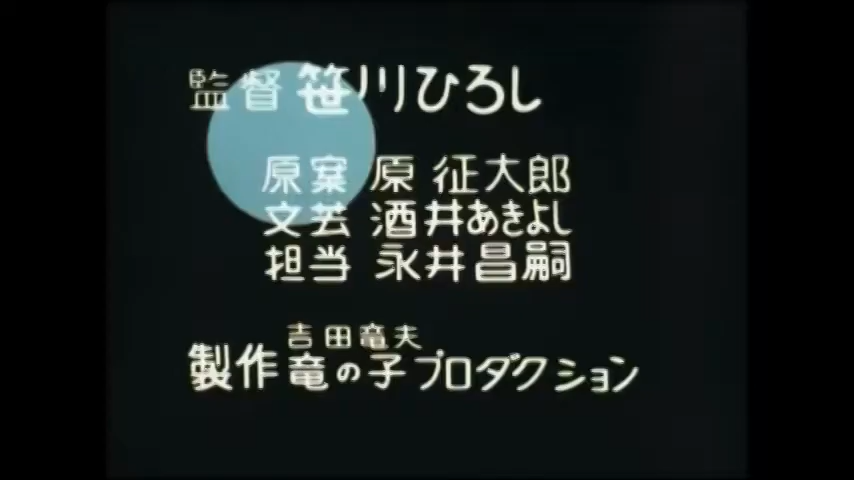 監督 笹川ひろし
原案 原 征太郎
文芸 酒井あきよし
担当 永井昌嗣
吉田竜夫
製作 竜の子プロダクション